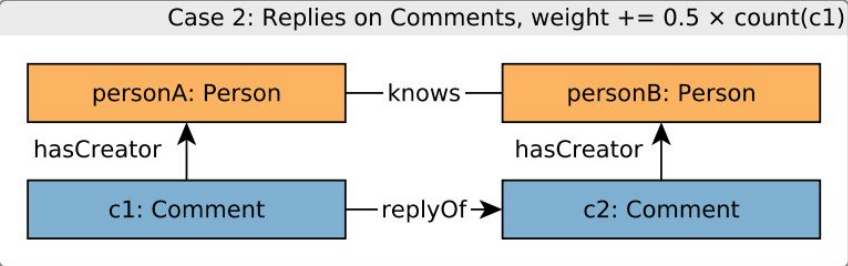 Case 2: Replies on Comments, weight += 0.5 × count(c1)
personA: Person
knows
personB: Person
hasCreator
hasCreator
c1: Comment
replyOf
c2: Comment